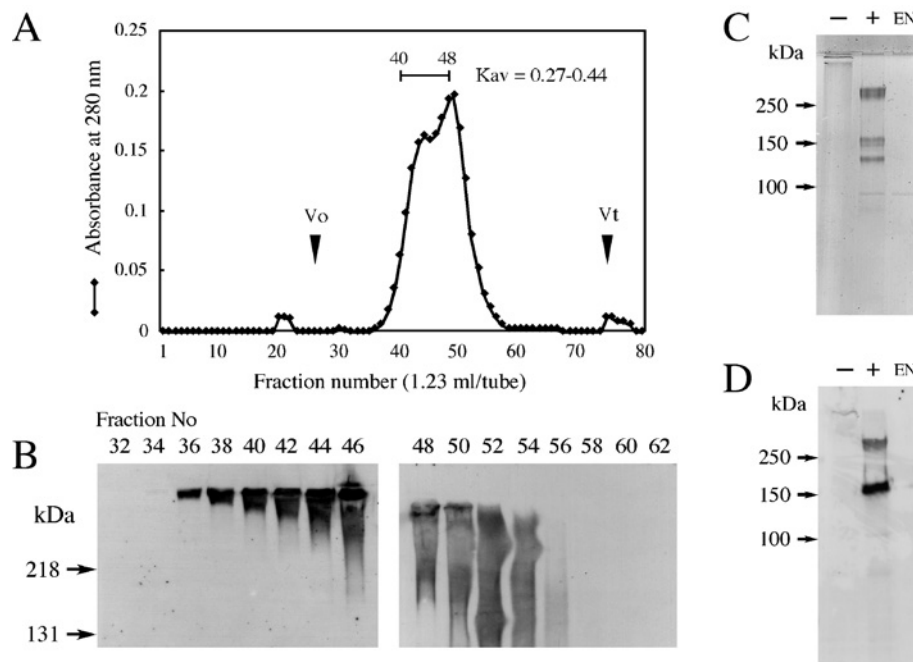 A
Absorbance at 280 nm
0.25
0.2
0.15
0.1
0.05
0
40 48
Kav = 0.27-0.44
Vo
Vt
1 10 20 30 40 50 60 70 80
Fraction number (1.23 ml/tube)
B
Fraction No
32 34 36 38 40 42 44 46
48 50 52 54 56 58 60 62
kDa
218
131
C
− + EN
kDa
250
150
100
D
− + EN
kDa
250
150
100